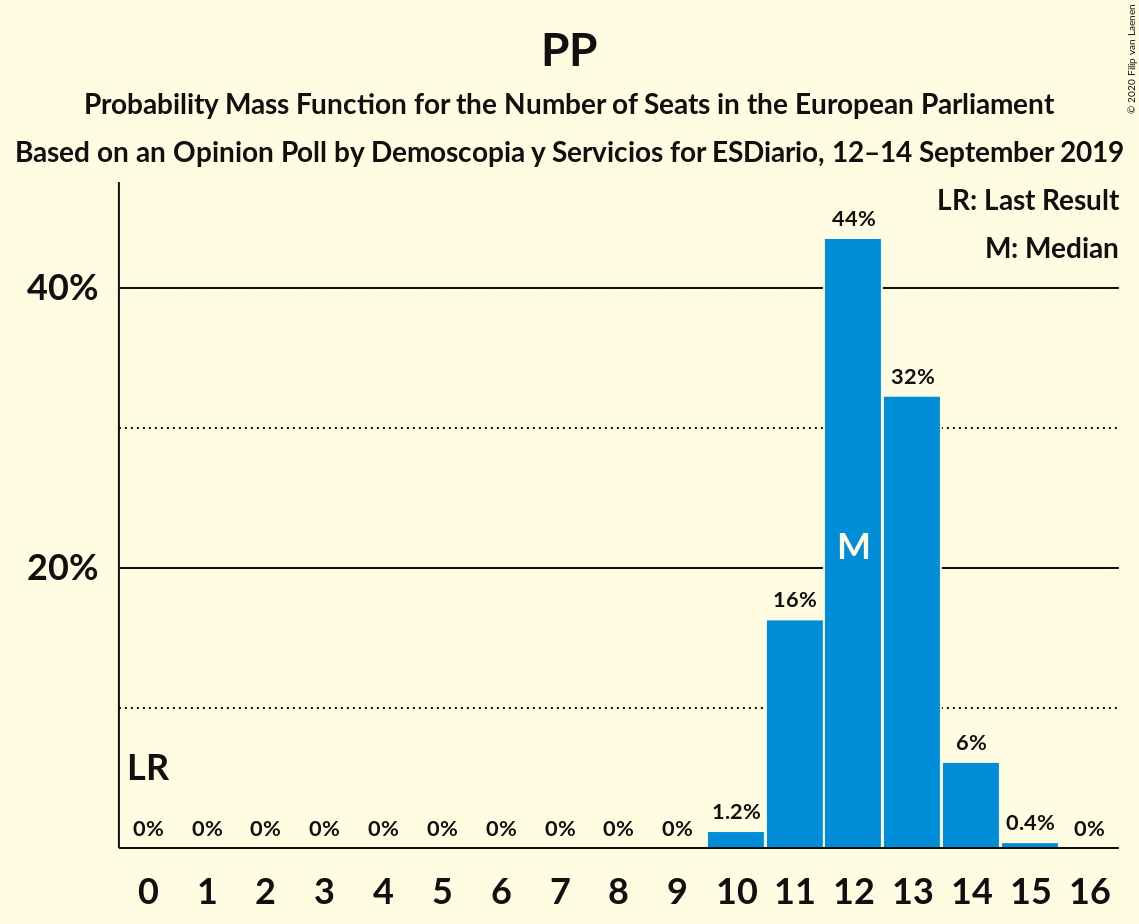 PP
Probability Mass Function for the Number of Seats in the European Parliament
Based on an Opinion Poll by Demoscopia y Servicios for ESDiario, 12–14 September 2019
© 2020 Filip van Laenen
LR: Last Result
M: Median
44%
40%
32%
M
20%
16%
6%
LR
1.2%
0% 0% 0% 0% 0% 0% 0% 0% 0% 0% 0.4% 0%
0 1 2 3 4 5 6 7 8 9 10 11 12 13 14 15 16